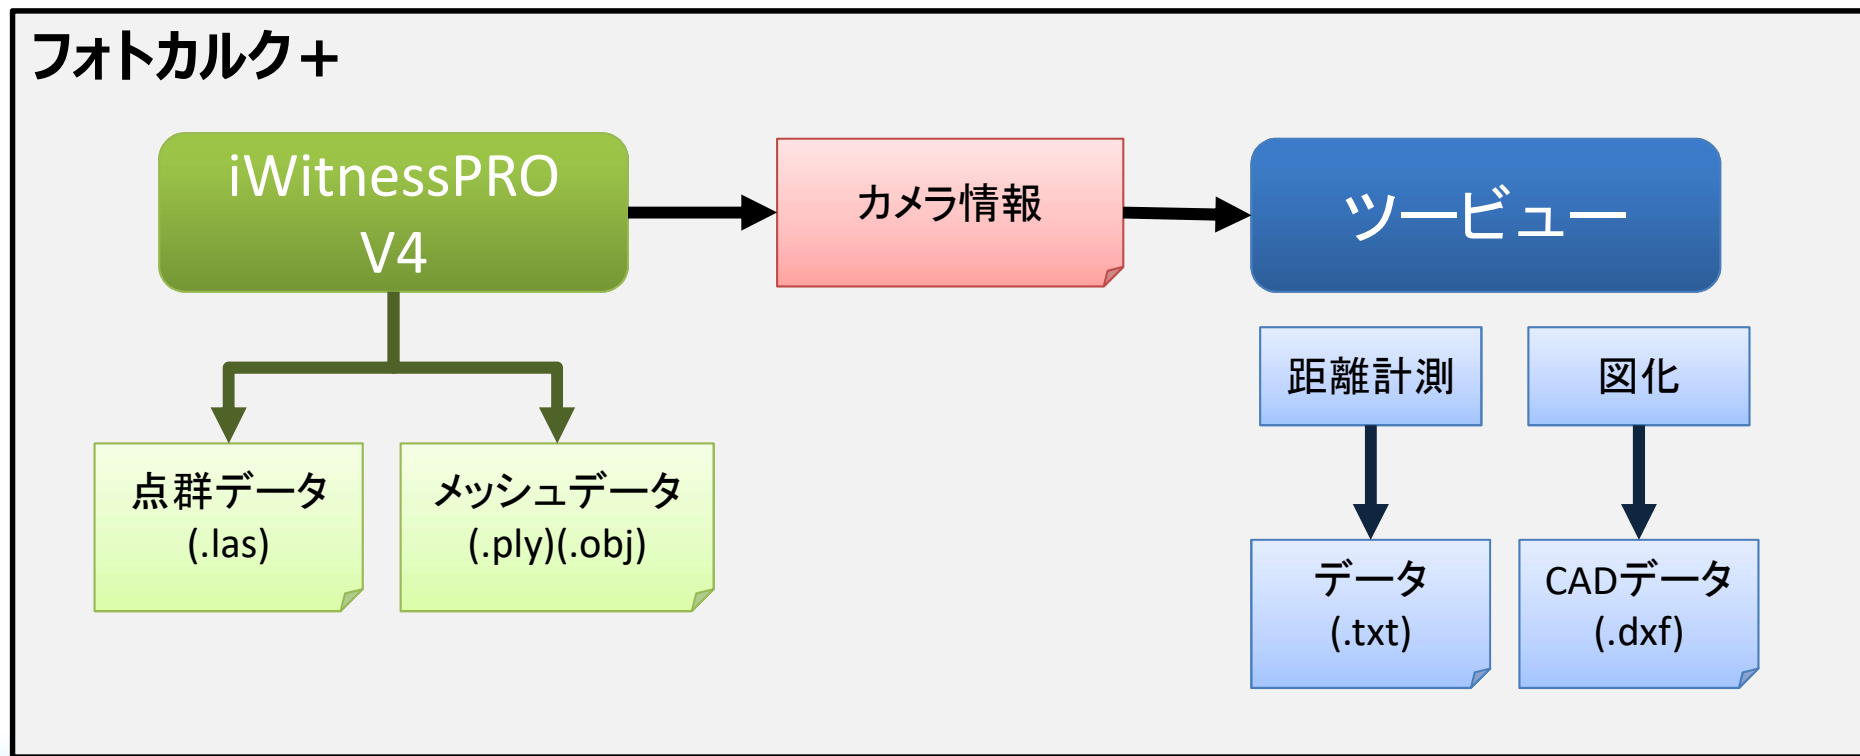 フォトカルク+
iWitnessPRO
V4
カメラ情報
ツービュー
距離計測
図化
点群データ
(.las)
メッシュデータ
(.ply)(.obj)
データ
(.txt)
CADデータ
(.dxf)